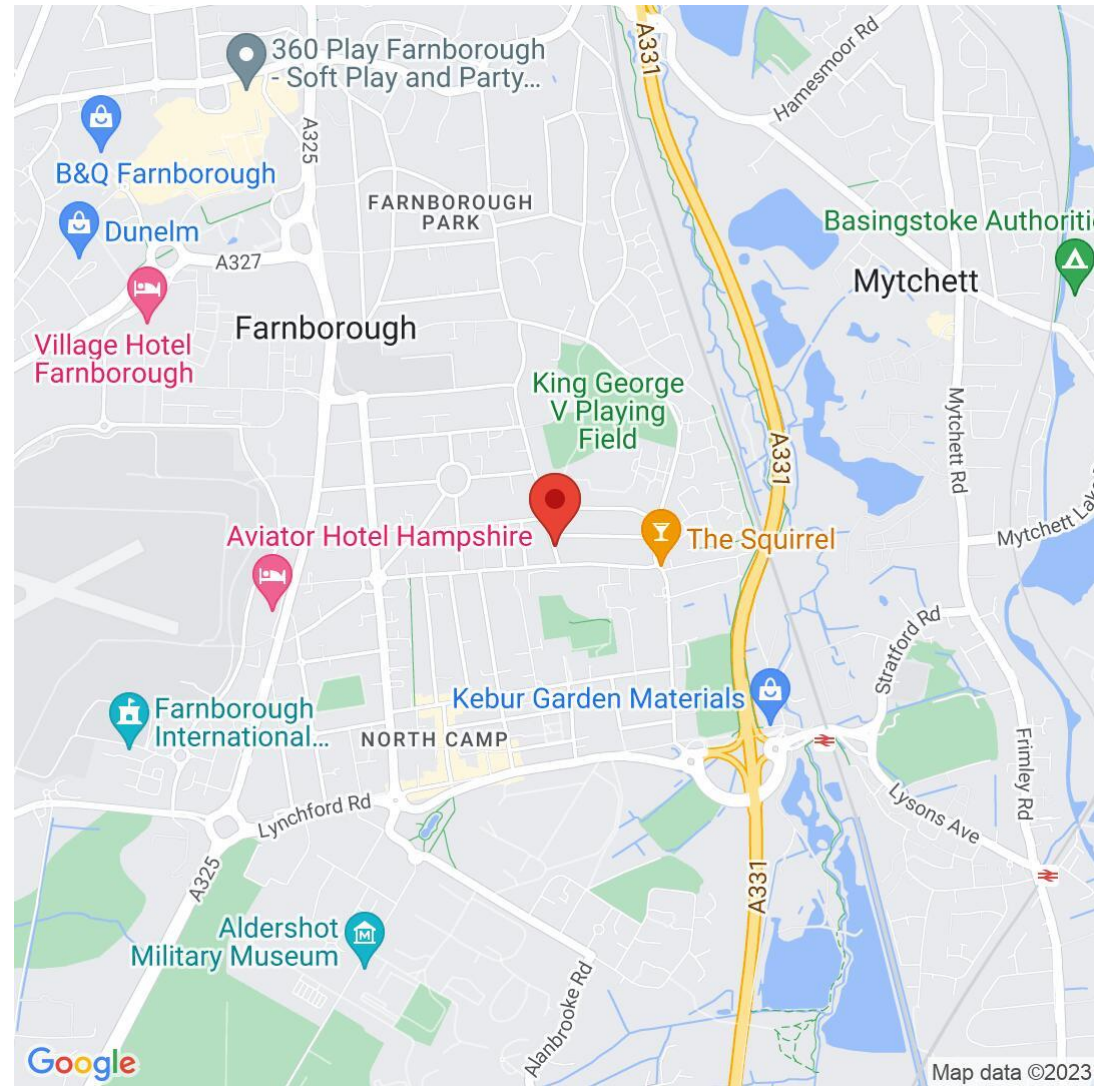 360 Play Farnborough
- Soft Play and Party...
A331
Hamesmoor Rd
B&Q Farnborough
A325
FARNBOROUGH
PARK
Dunelm
A327
Basingstoke Authoriti
Mytchett
Village Hotel
Farnborough
Farnborough
King George
V Playing
Field
Mytchett Rd
A331
Mytchett Lake
Aviator Hotel Hampshire
The Squirrel
Stratford Rd
Kebur Garden Materials
Farnborough
International...
NORTH CAMP
Frimley Rd
Lynchford Rd
Lysons Ave
A325
A331
Aldershot
Military Museum
Alanbrooke Rd
Google
Map data ©2023